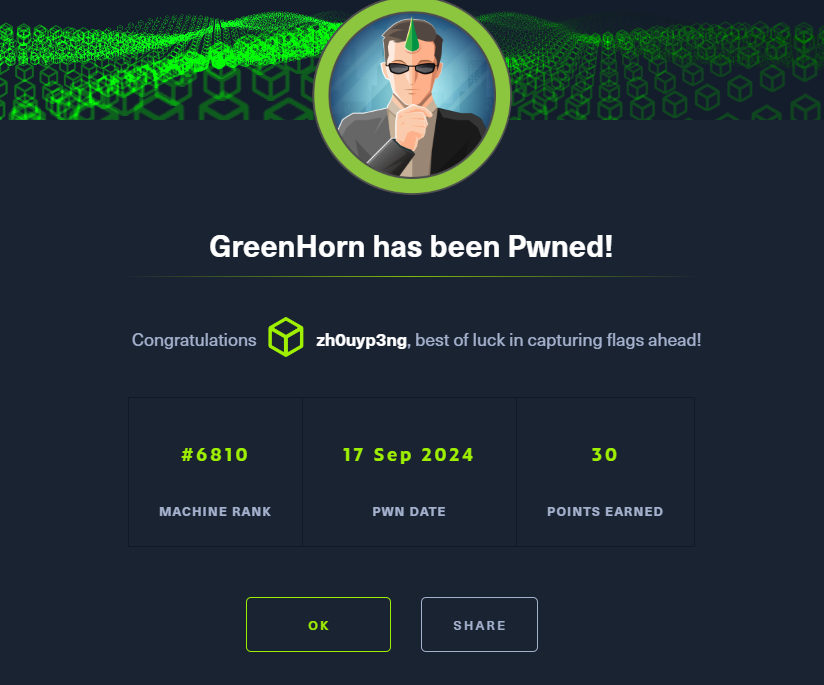 GreenHorn has been Pwned!
Congratulations zh0uyp3ng, best of luck in capturing flags ahead!
#6810 17 Sep 2024 30
MACHINE RANK PWN DATE POINTS EARNED
OK SHARE